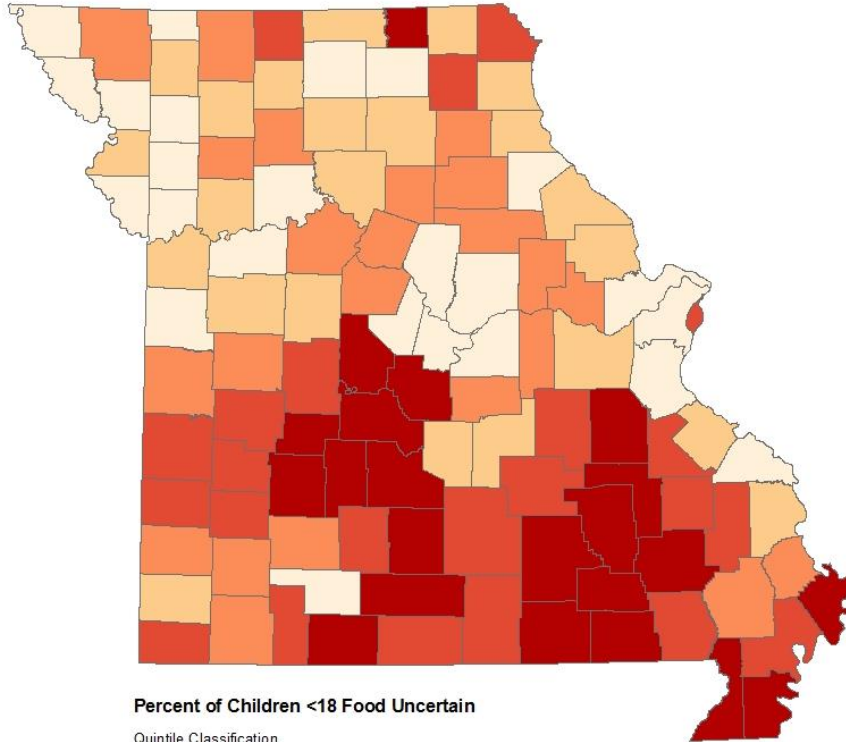 Percent of Children <18 Food Uncertain
Quintile Classification